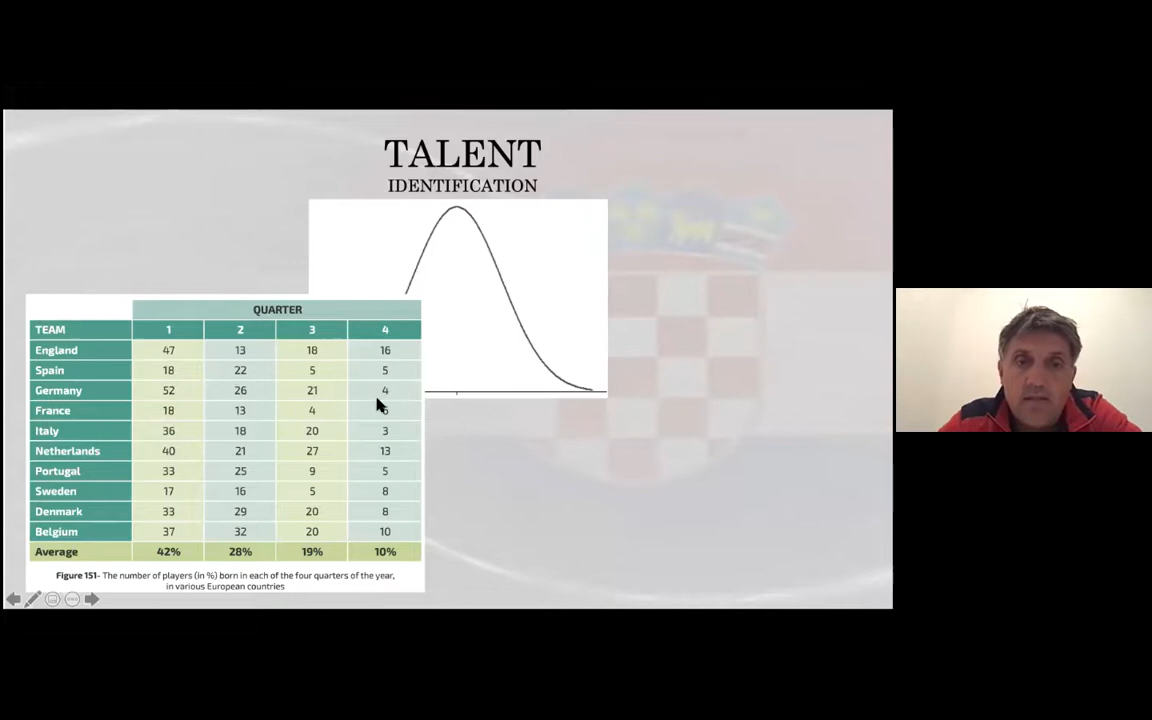 TALENT
IDENTIFICATION
QUARTER
TEAM 1 2 3 4
England 47 13 18 16
Spain 18 22 5 5
Germany 52 26 21 4
France 18 13 4
Italy 36 18 20 3
Netherlands 40 21 27 13
Portugal 33 25 9 5
Sweden 17 16 5 8
Denmark 33 29 20 8
Belgium 37 32 20 10
Average 42% 28% 19% 10%
Figure 151- The number of players (in %) born in each of the four quarters of the year,
in various European countries